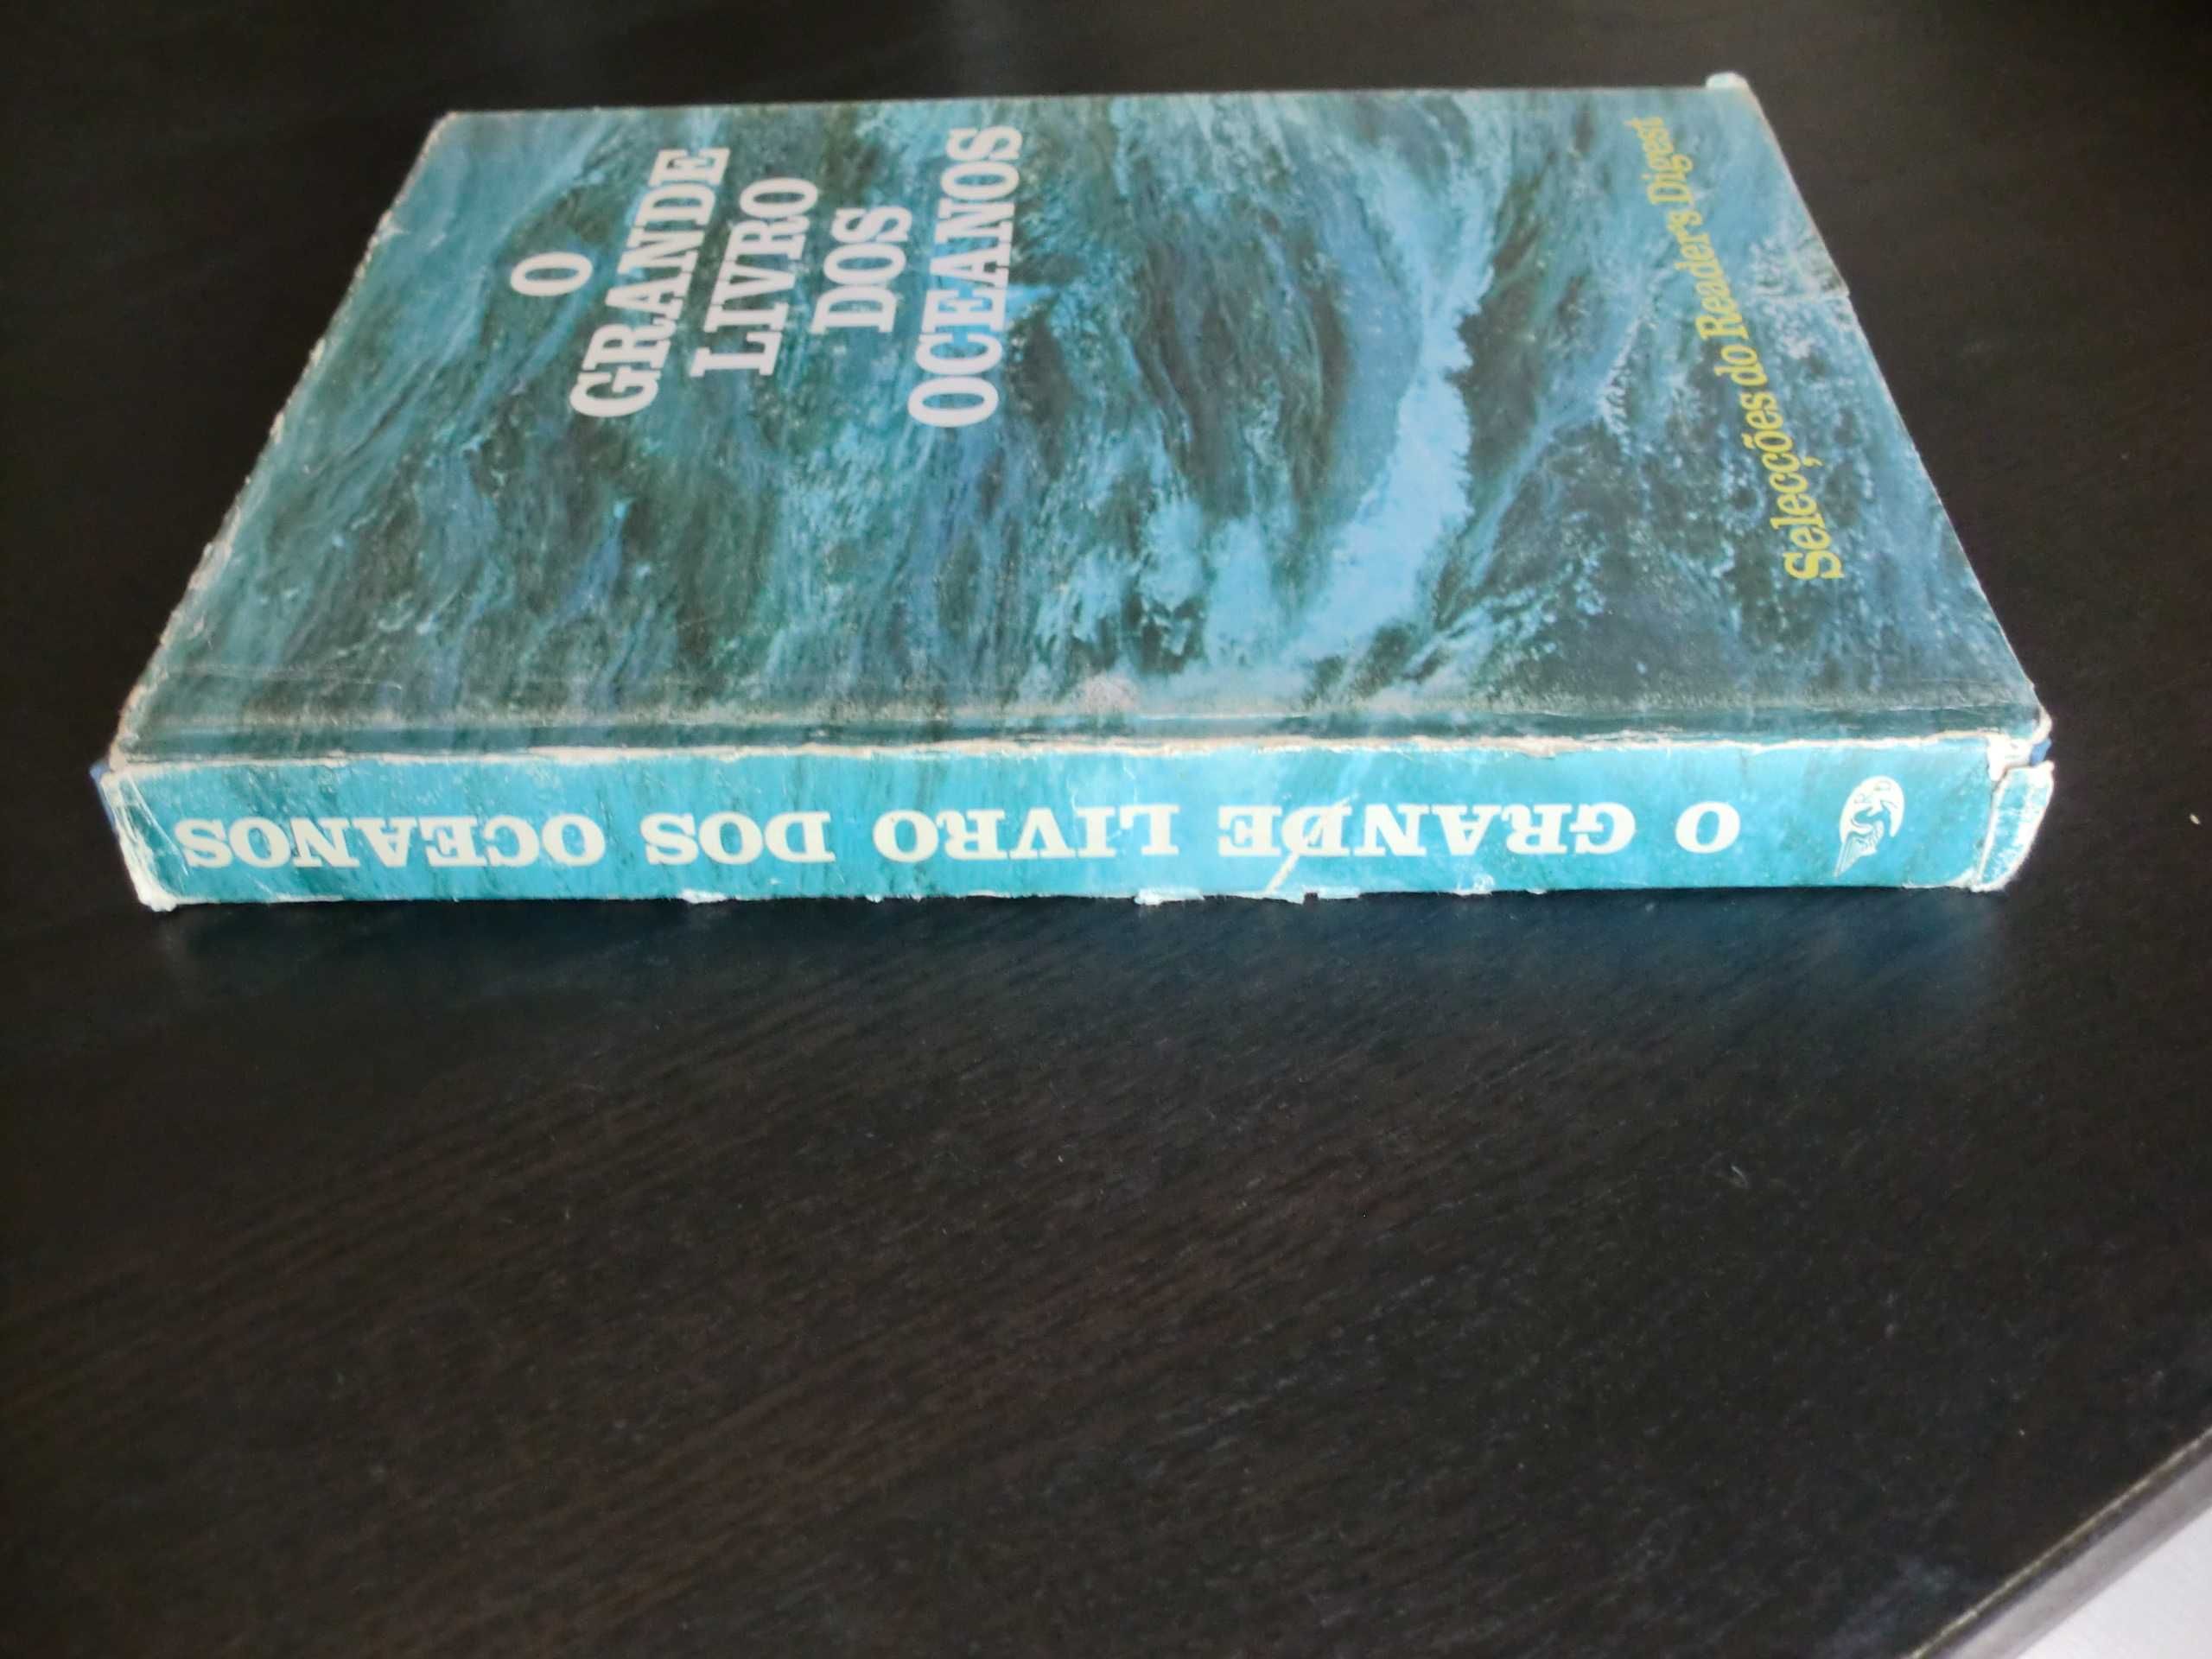 O
GRANDE
LIVRO
DOS
OCEANOS
Selecções do Reader's Digest
O GRANDE LIVRO DOS OCEANOS